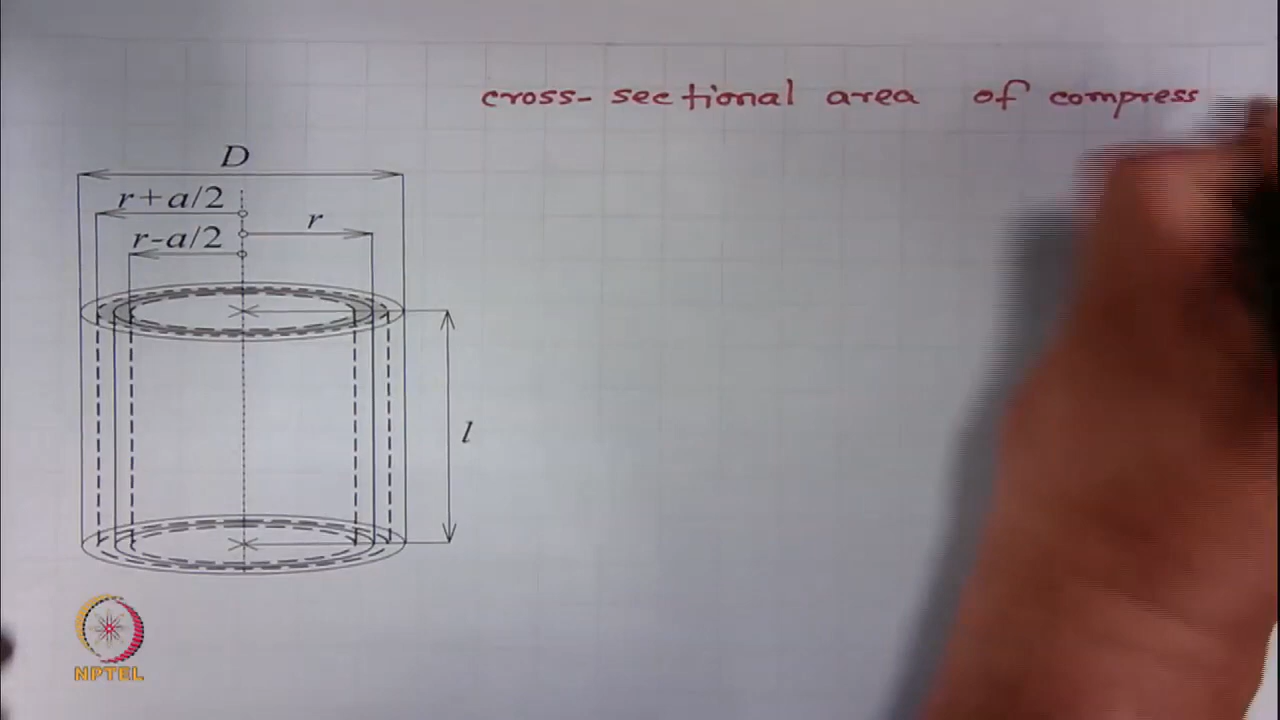 cross-sectional area of compress
D
r+a/2
r
r-a/2
l
NPTEL